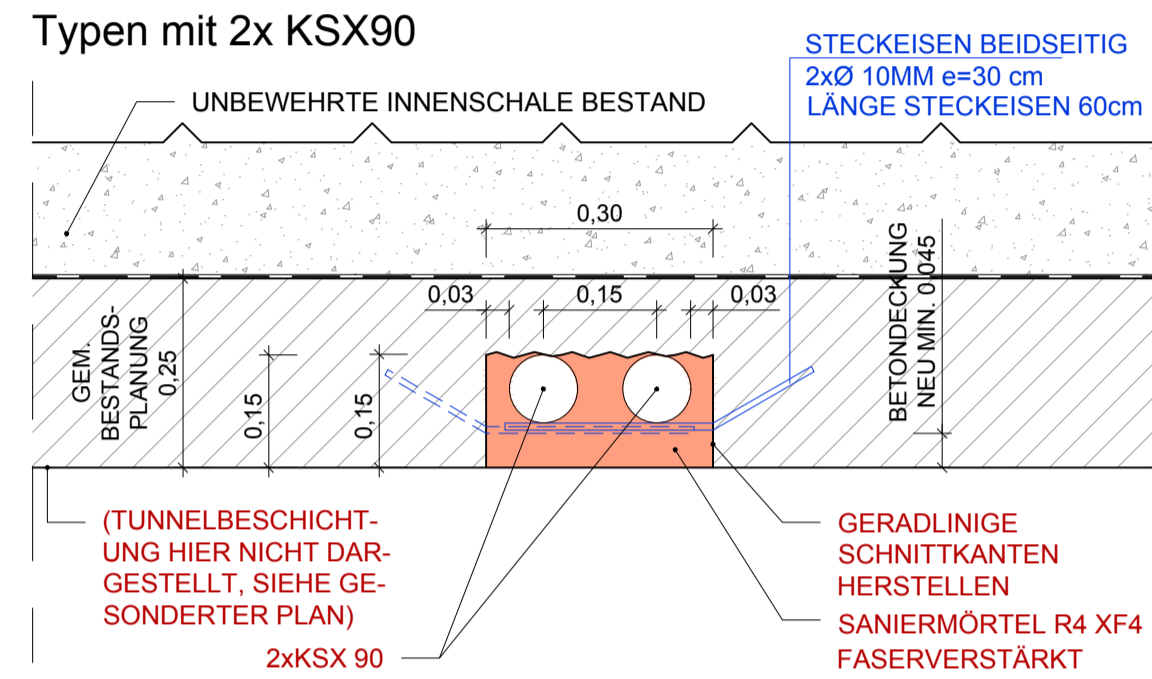 Typen mit 2x KSX90
STECKEISEN BEIDSEITIG
2xØ 10MM e=30 cm
LÄNGE STECKEISEN 60cm
UNBEWEHRTE INNENSCHALE BESTAND
0,30
0,03
0,15
0,03
GEM.
BESTANDS-
PLANUNG
0,25
0,15
0,15
BETONDECKUNG
NEU MIN. 0,045
(TUNNELBESCHICHT-
UNG HIER NICHT DAR-
GESTELLT, SIEHE GE-
SONDERTER PLAN)
2xKSX 90
GERADLINIGE
SCHNITTKANTEN
HERSTELLEN
SANIERMÖRTEL R4 XF4
FASERVERSTÄRKT